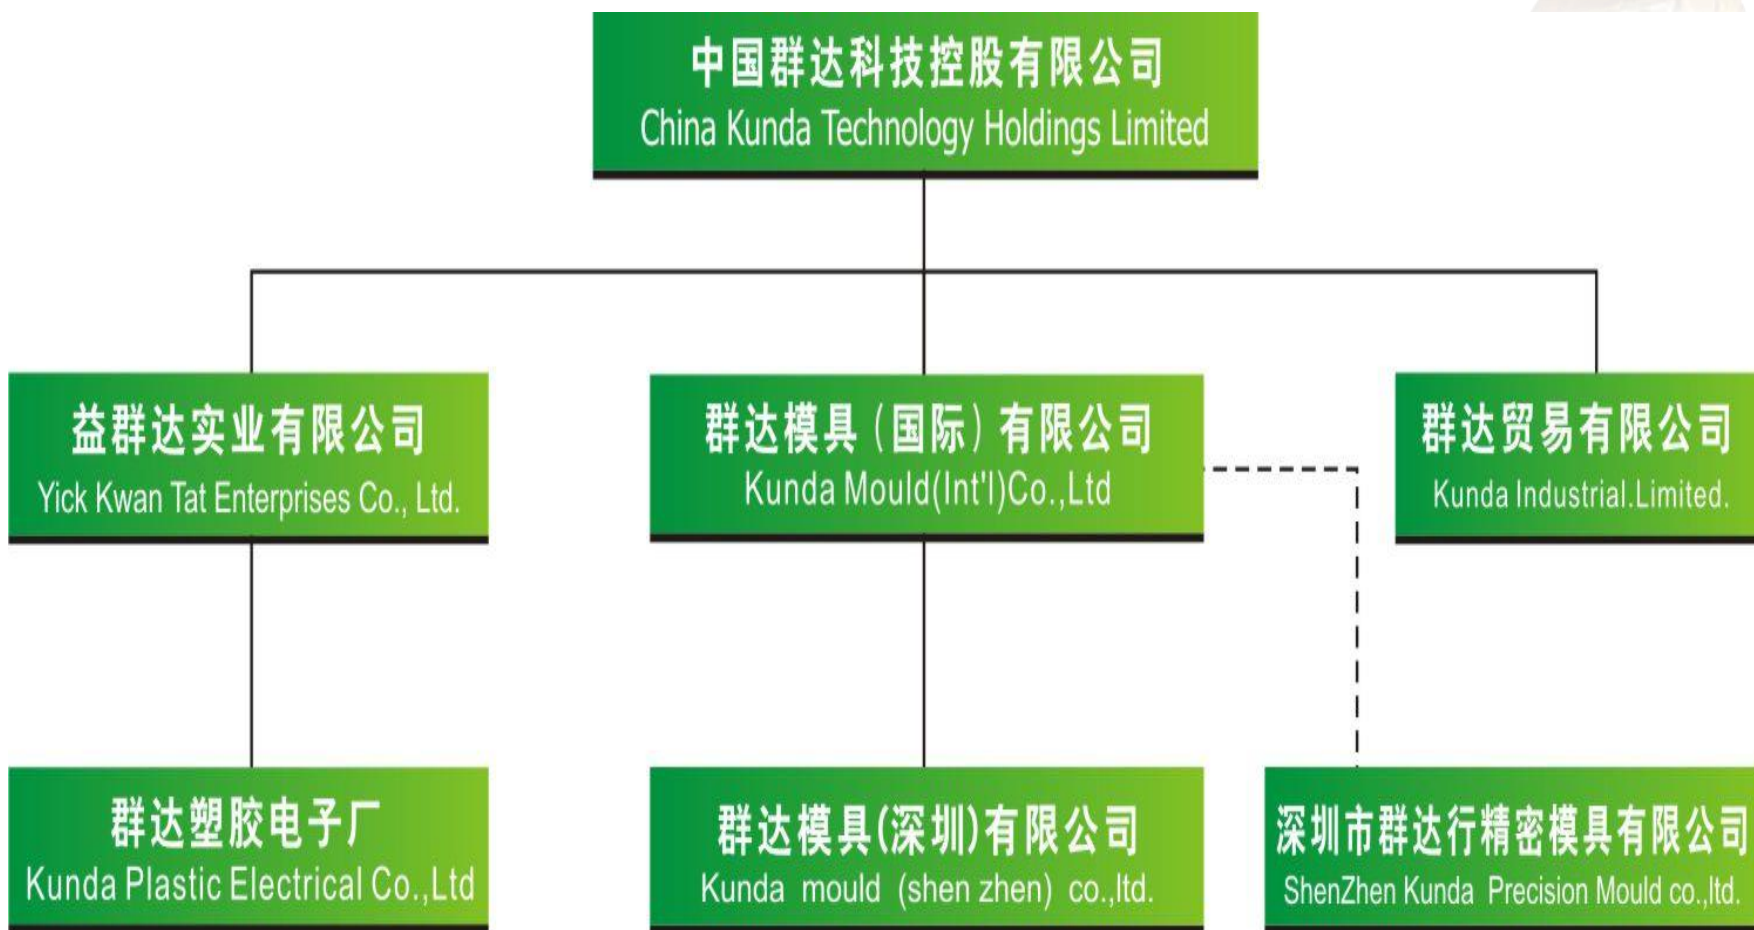 中国群达科技控股有限公司
China Kunda Technology Holdings Limited
益群达实业有限公司
Yick Kwan Tat Enterprises Co., Ltd.
群达模具（国际）有限公司
Kunda Mould(Int'l)Co.,Ltd
群达贸易有限公司
Kunda Industrial.Limited.
群达塑胶电子厂
Kunda Plastic Electrical Co.,Ltd
群达模具(深圳)有限公司
Kunda mould (shen zhen) co.,ltd.
深圳市群达行精密模具有限公司
ShenZhen Kunda Precision Mould co.,ltd.